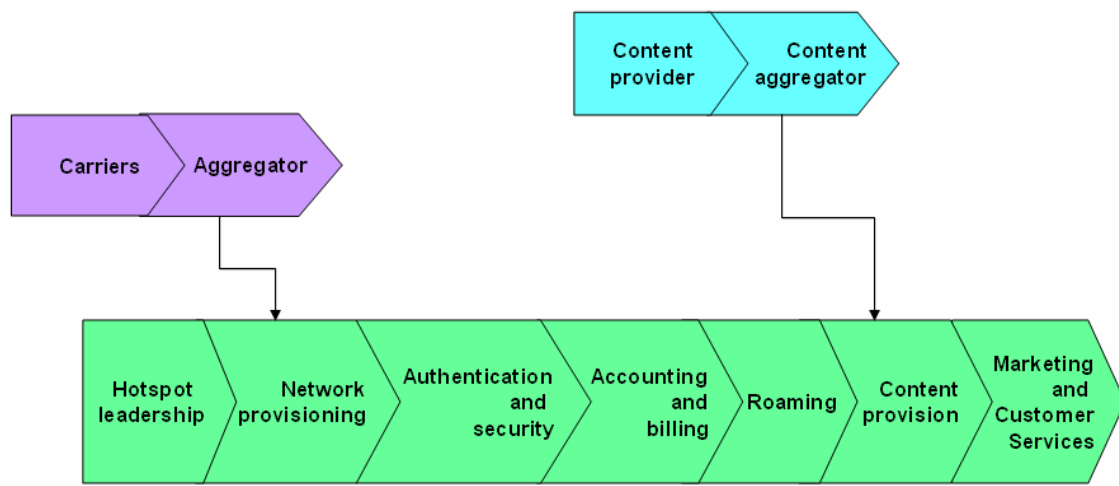 Content
provider
Content
aggregator
Carriers
Aggregator
Hotspot
leadership
Network
provisioning
Authentication
and
security
Accounting
and
billing
Roaming
Content
provision
Marketing
and
Customer
Services